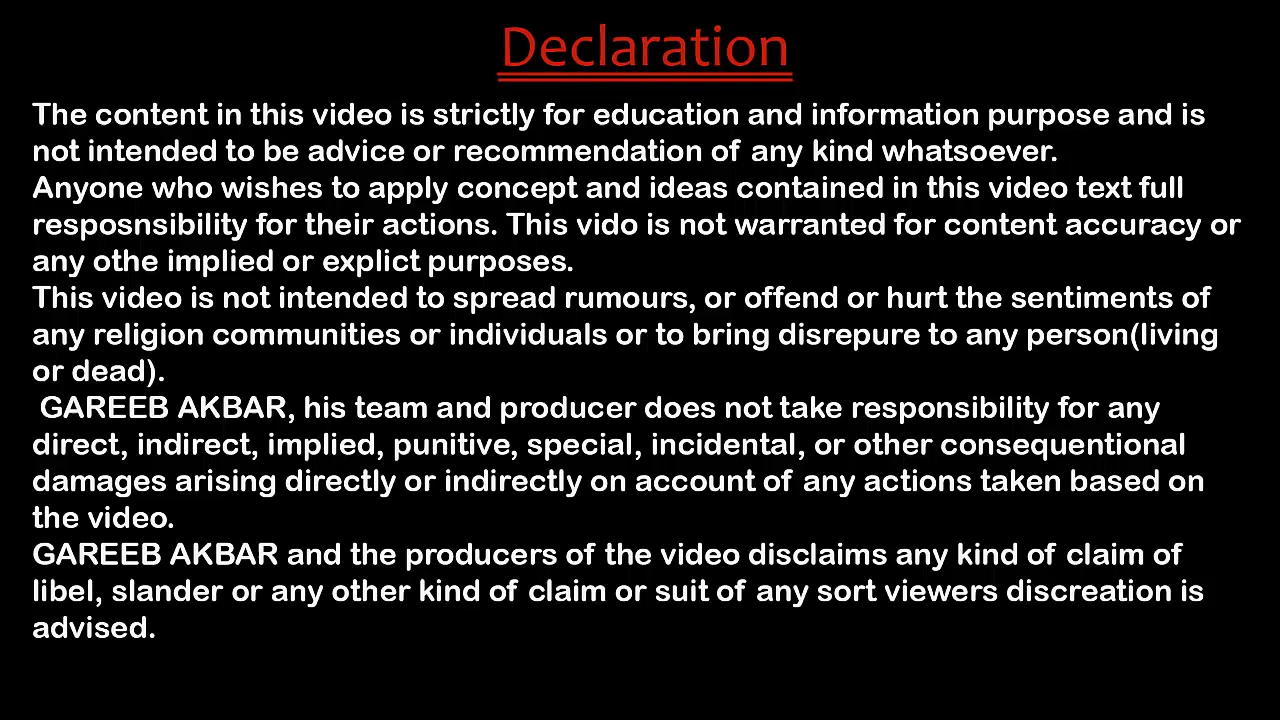 Declaration
The content in this video is strictly for education and information purpose and is
not intended to be advice or recommendation of any kind whatsoever.
Anyone who wishes to apply concept and ideas contained in this video text full
resposnsibility for their actions. This vido is not warranted for content accuracy or
any othe implied or explict purposes.
This video is not intended to spread rumours, or offend or hurt the sentiments of
any religion communities or individuals or to bring disrepure to any person(living
or dead).
GAREEB AKBAR, his team and producer does not take responsibility for any
direct, indirect, implied, punitive, special, incidental, or other consequentional
damages arising directly or indirectly on account of any actions taken based on
the video.
GAREEB AKBAR and the producers of the video disclaims any kind of claim of
libel, slander or any other kind of claim or suit of any sort viewers discreation is
advised.